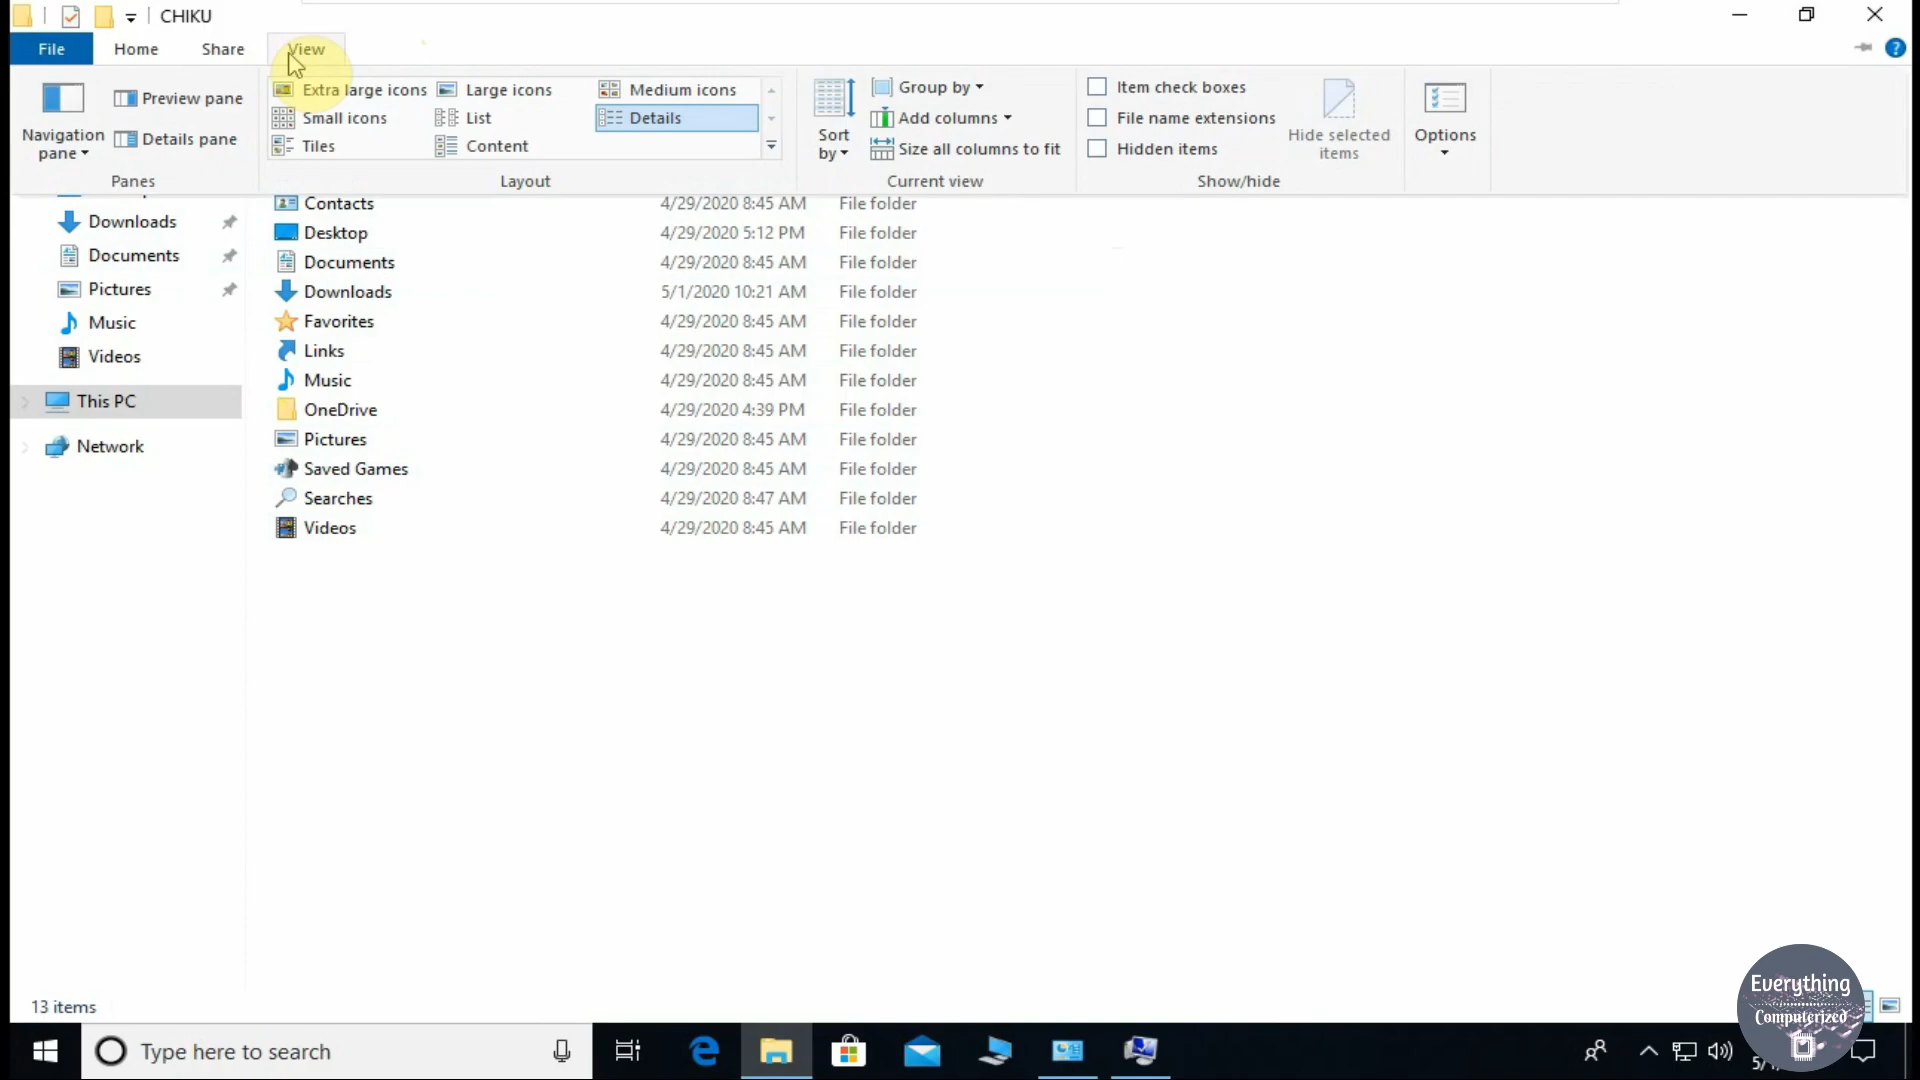 CHIKU
File Home Share View
Navigation pane
Preview pane
Details pane
Panes
Extra large icons Large icons Medium icons
Small icons List Details
Tiles Content
Layout
Sort by
Group by
Add columns
Size all columns to fit
Current view
Item check boxes
File name extensions
Hidden items
Hide selected items
Show/hide
Options
Downloads
Documents
Pictures
Music
Videos
This PC
Network
Contacts 4/29/2020 8:45 AM File folder
Desktop 4/29/2020 5:12 PM File folder
Documents 4/29/2020 8:45 AM File folder
Downloads 5/1/2020 10:21 AM File folder
Favorites 4/29/2020 8:45 AM File folder
Links 4/29/2020 8:45 AM File folder
Music 4/29/2020 8:45 AM File folder
OneDrive 4/29/2020 4:39 PM File folder
Pictures 4/29/2020 8:45 AM File folder
Saved Games 4/29/2020 8:45 AM File folder
Searches 4/29/2020 8:47 AM File folder
Videos 4/29/2020 8:45 AM File folder
13 items
Everything
Computerized
Type here to search